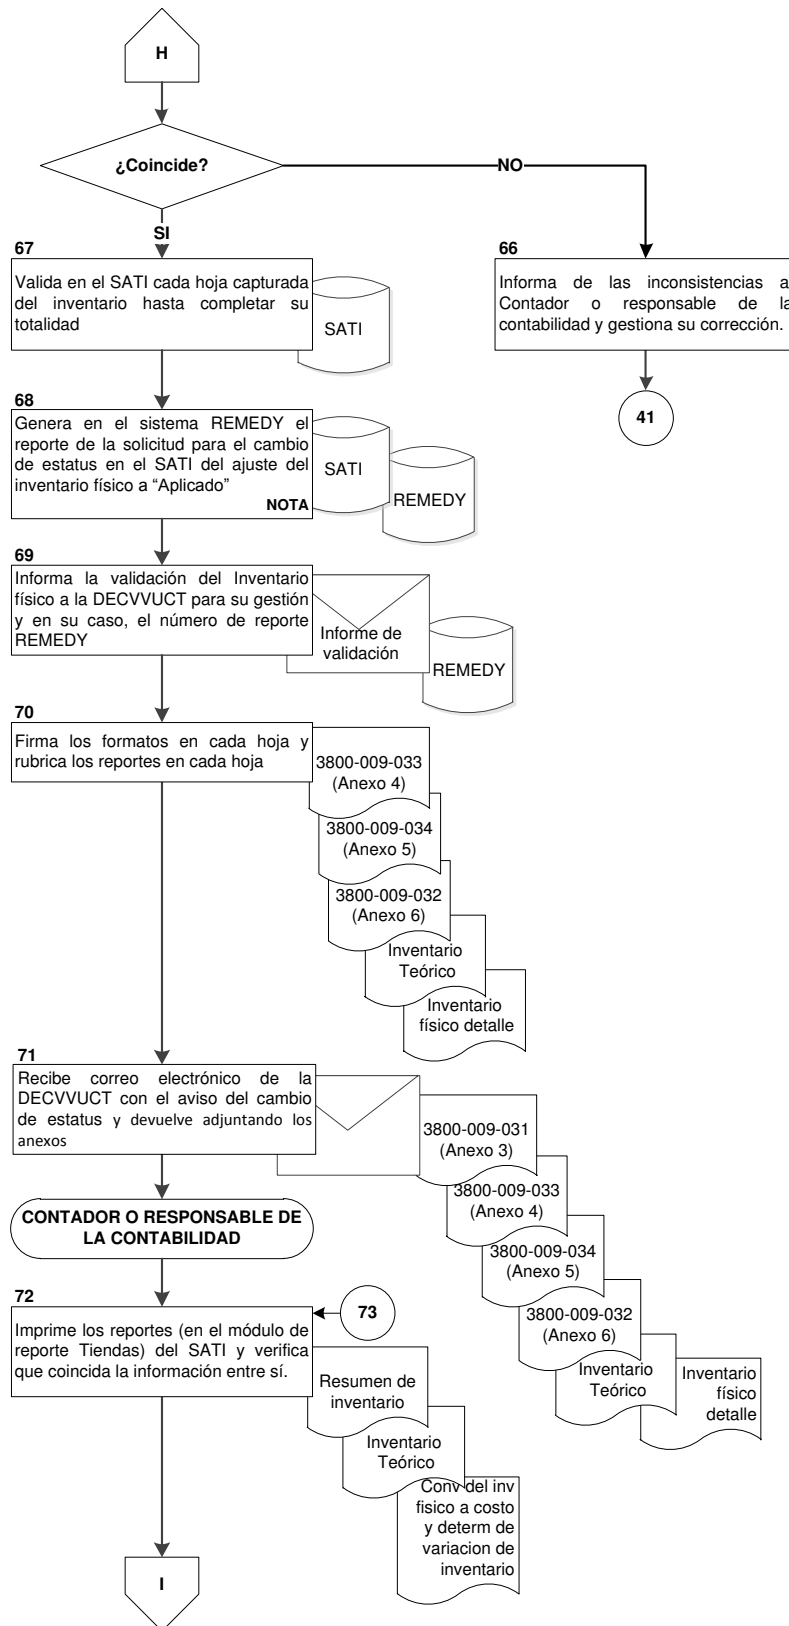 H
¿Coincide?
NO
SI
67
Valida en el SATI cada hoja capturada
del inventario hasta completar su
totalidad
SATI
66
Informa de las inconsistencias a
Contador o responsable de la
contabilidad y gestiona su corrección.
41
68
Genera en el sistema REMEDY el
reporte de la solicitud para el cambio
de estatus en el SATI del ajuste del
inventario físico a “Aplicado”
NOTA
SATI
REMEDY
69
Informa la validación del Inventario
físico a la DECVVUCT para su gestión
y en su caso, el número de reporte
REMEDY
Informe de
validación
REMEDY
70
Firma los formatos en cada hoja y
rubrica los reportes en cada hoja
3800-009-033
(Anexo 4)
3800-009-034
(Anexo 5)
3800-009-032
(Anexo 6)
Inventario
Teórico
Inventario
físico detalle
71
Recibe correo electrónico de la
DECVVUCT con el aviso del cambio
de estatus y devuelve adjuntando los
anexos
3800-009-031
(Anexo 3)
3800-009-033
(Anexo 4)
3800-009-034
(Anexo 5)
3800-009-032
(Anexo 6)
Inventario
Teórico
Inventario
físico
detalle
CONTADOR O RESPONSABLE DE
LA CONTABILIDAD
72
73
Imprime los reportes (en el módulo de
reporte Tiendas) del SATI y verifica
que coincida la información entre sí.
Resumen de
inventario
Inventario
Teórico
Conv del inv
fisico a costo
y determ de
variacion de
inventario
I